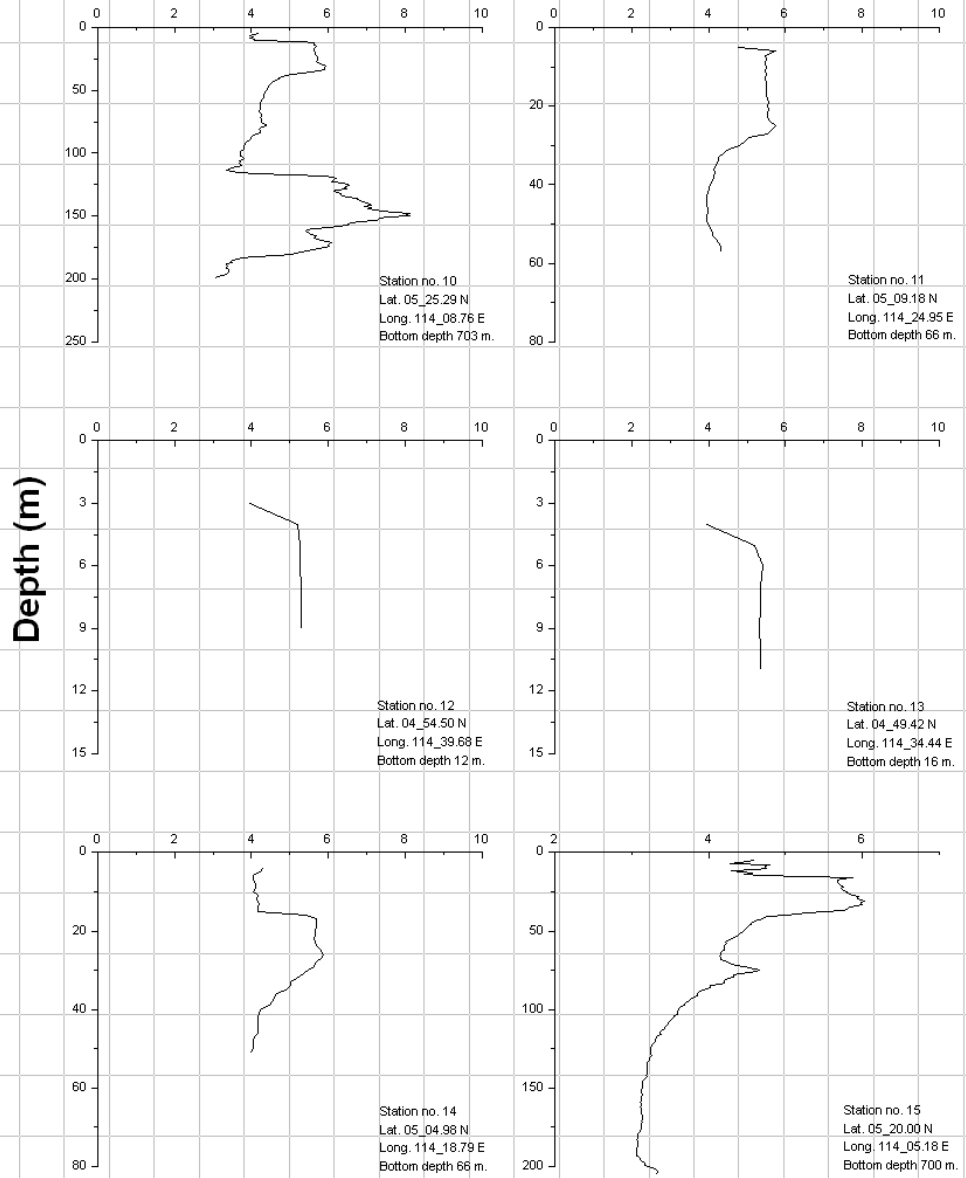 Depth (m)
0 2 4 6 8 10
0
50
100
150
200
250
Station no. 10
Lat. 05_25.29 N
Long. 114_08.76 E
Bottom depth 703 m.
0 2 4 6 8 10
0
20
40
60
80
Station no. 11
Lat. 05_09.18 N
Long. 114_24.95 E
Bottom depth 66 m.
0 2 4 6 8 10
0
3
6
9
12
15
Station no. 12
Lat. 04_54.50 N
Long. 114_39.68 E
Bottom depth 12 m.
0 2 4 6 8 10
0
3
6
9
12
15
Station no. 13
Lat. 04_49.42 N
Long. 114_34.44 E
Bottom depth 16 m.
0 2 4 6 8 10
0
20
40
60
80
Station no. 14
Lat. 05_04.98 N
Long. 114_18.79 E
Bottom depth 66 m.
2 4 6
0
50
100
150
200
Station no. 15
Lat. 05_20.00 N
Long. 114_05.18 E
Bottom depth 700 m.